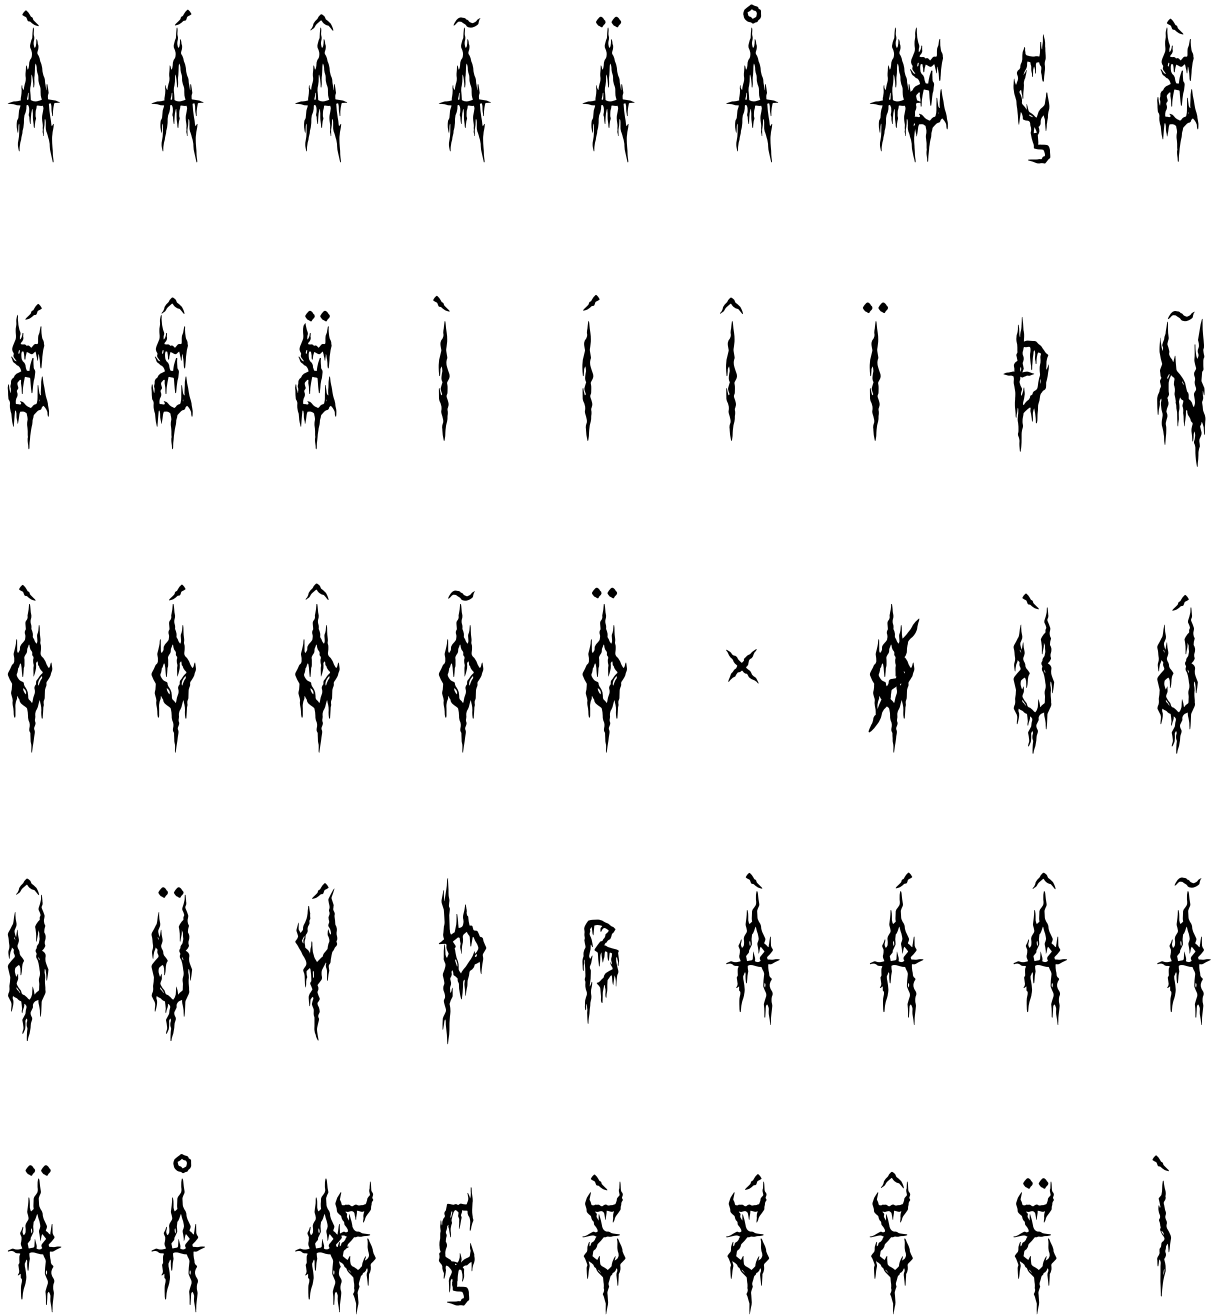 À Á Â Ã Ä Å Æ Ç È
É Ê Ë Ì Í Î Ï Ð Ñ
Ò Ó Ô Õ Ö × Ø Ù Ú
Û Ü Ý Þ ß à á â ã
ä å æ ç è é ê ë ì